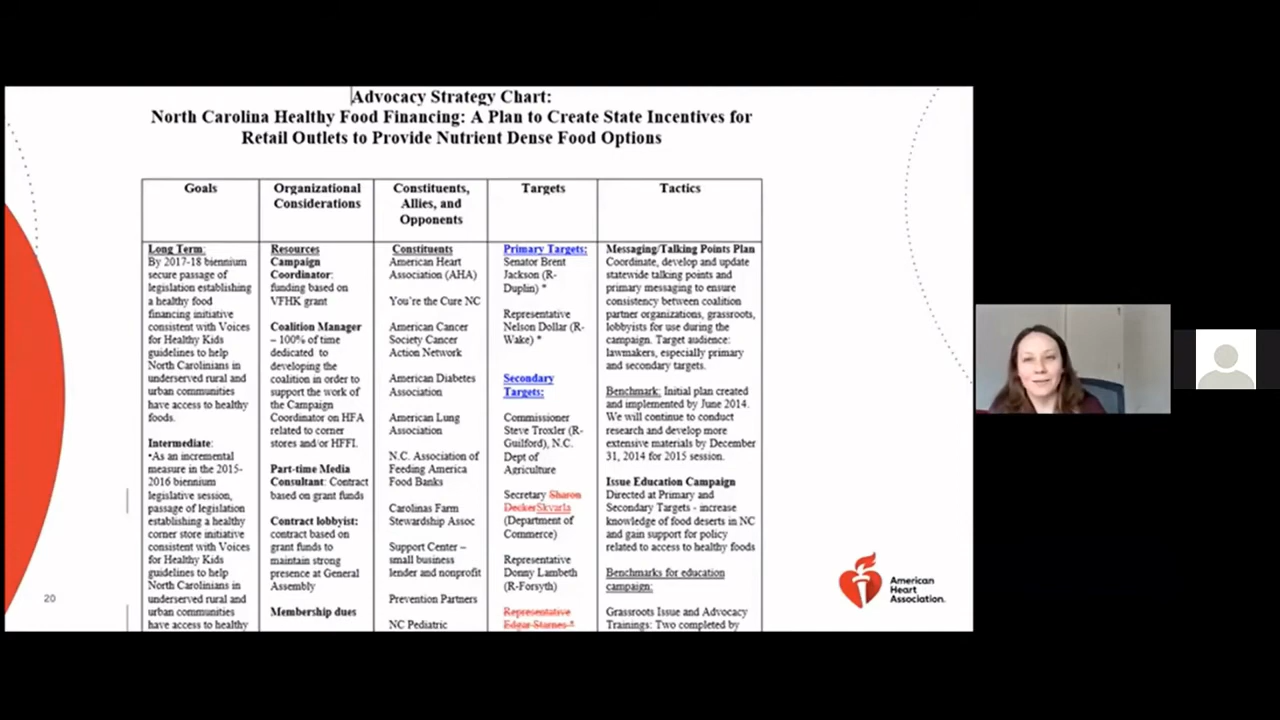 Advocacy Strategy Chart:
North Carolina Healthy Food Financing: A Plan to Create State Incentives for
Retail Outlets to Provide Nutrient Dense Food Options
Goals
Organizational
Considerations
Constituents,
Allies, and
Opponents
Targets
Tactics
Long Term:
By 2017-18 biennium
secure passage of
legislation establishing
a healthy food
financing initiative
consistent with Voices
for Healthy Kids
guidelines to help
North Carolinians in
underserved rural and
urban communities
have access to healthy
foods.
Intermediate:
•As an incremental
measure in the 2015-
2016 biennium
legislative session,
passage of legislation
establishing a healthy
corner store initiative
consistent with Voices
for Healthy Kids
guidelines to help
North Carolinians in
underserved rural and
urban communities
have access to healthy
Resources
Campaign
Coordinator:
funding based on
VFHK grant
Coalition Manager
– 100% of time
dedicated to
developing the
coalition in order to
support the work of
the Campaign
Coordinator on HFA
related to corner
stores and/or HFFI.
Part-time Media
Consultant: Contract
based on grant funds
Contract lobbyist:
contract based on
grant funds to
maintain strong
presence at General
Assembly
Membership dues
Constituents
American Heart
Association (AHA)
You're the Cure NC
American Cancer
Society Cancer
Action Network
American Diabetes
Association
American Lung
Association
N.C. Association of
Feeding America
Food Banks
Carolinas Farm
Stewardship Assoc
Support Center –
small business
lender and nonprofit
Prevention Partners
NC Pediatric
Primary Targets:
Senator Brent
Jackson (R-
Duplin) *
Representative
Nelson Dollar (R-
Wake) *
Secondary
Targets:
Commissioner
Steve Troxler (R-
Guilford), N.C.
Dept of
Agriculture
Secretary Sharon
DeckerSkvarla
(Department of
Commerce)
Representative
Donny Lambeth
(R-Forsyth)
Representative
Edgar Starnes *
Messaging/Talking Points Plan
Coordinate, develop and update
statewide talking points and
primary messaging to ensure
consistency between coalition
partner organizations, grassroots,
lobbyists for use during the
campaign. Target audience:
lawmakers, especially primary
and secondary targets.
Benchmark: Initial plan created
and implemented by June 2014.
We will continue to conduct
research and develop more
extensive materials by December
31, 2014 for 2015 session.
Issue Education Campaign
Directed at Primary and
Secondary Targets - increase
knowledge of food deserts in NC
and gain support for policy
related to access to healthy foods
Benchmarks for education
campaign:
Grassroots Issue and Advocacy
Trainings: Two completed by
20
American
Heart
Association.